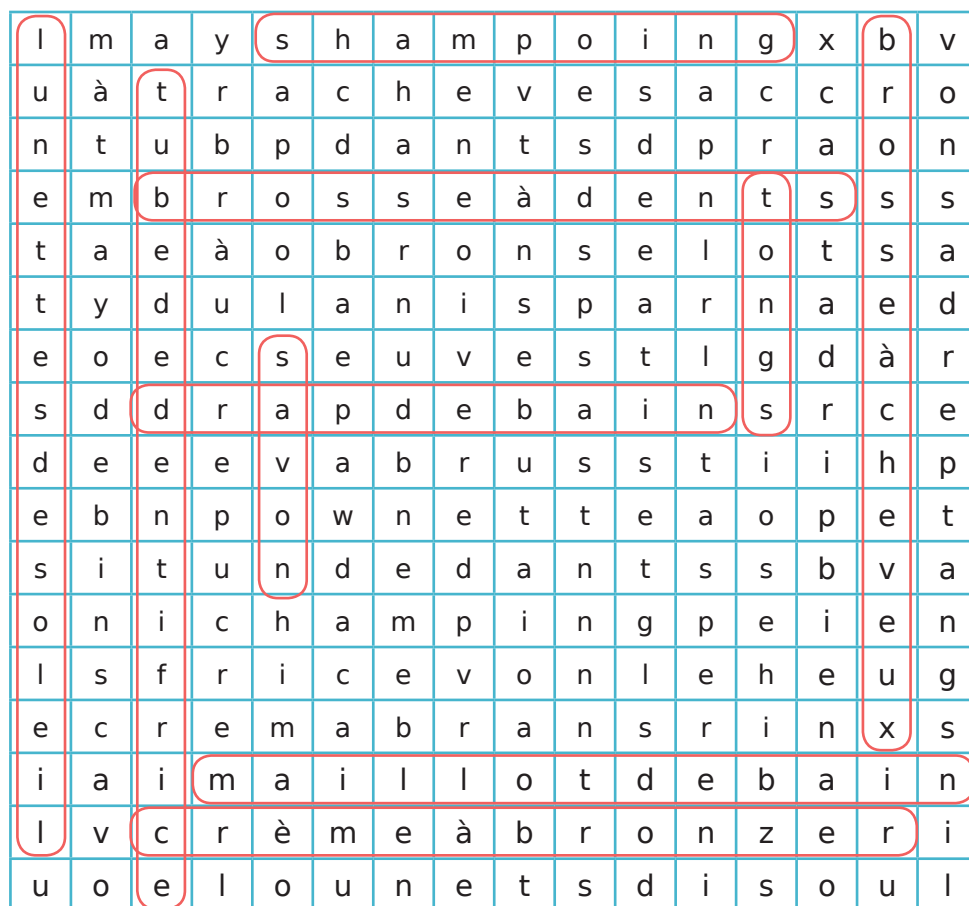 l m a y s h a m p o i n g x b v
u à t r a c h e v e s a c c r o
n t u b p d a n t s d p r a o n
e m b r o s s e à d e n t s s s
t a e à o b r o n s e l o t s a
t y d u l a n i s p a r n a e d
e o e c s e u v e s t l g d à r
s d d r a p d e b a i n s r c e
d e e e v a b r u s s t i i h p
e b n p o w n e t t e a o p e t
s i t u n d e d a n t s s b v a
o n i c h a m p i n g p e i e n
l s f r i c e v o n l e h e u g
e c r e m a b r a n s r i n x s
i a i m a i l l o t d e b a i n
l v c r è m e à b r o n z e r i
u o e l o u n e t s d i s o u l